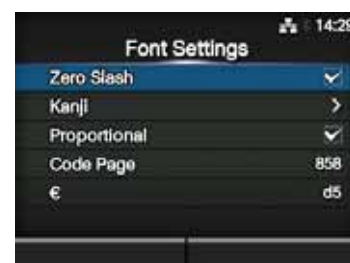 14:29
Font Settings
Zero Slash
Kanji
Proportional
Code Page 858
€ d5